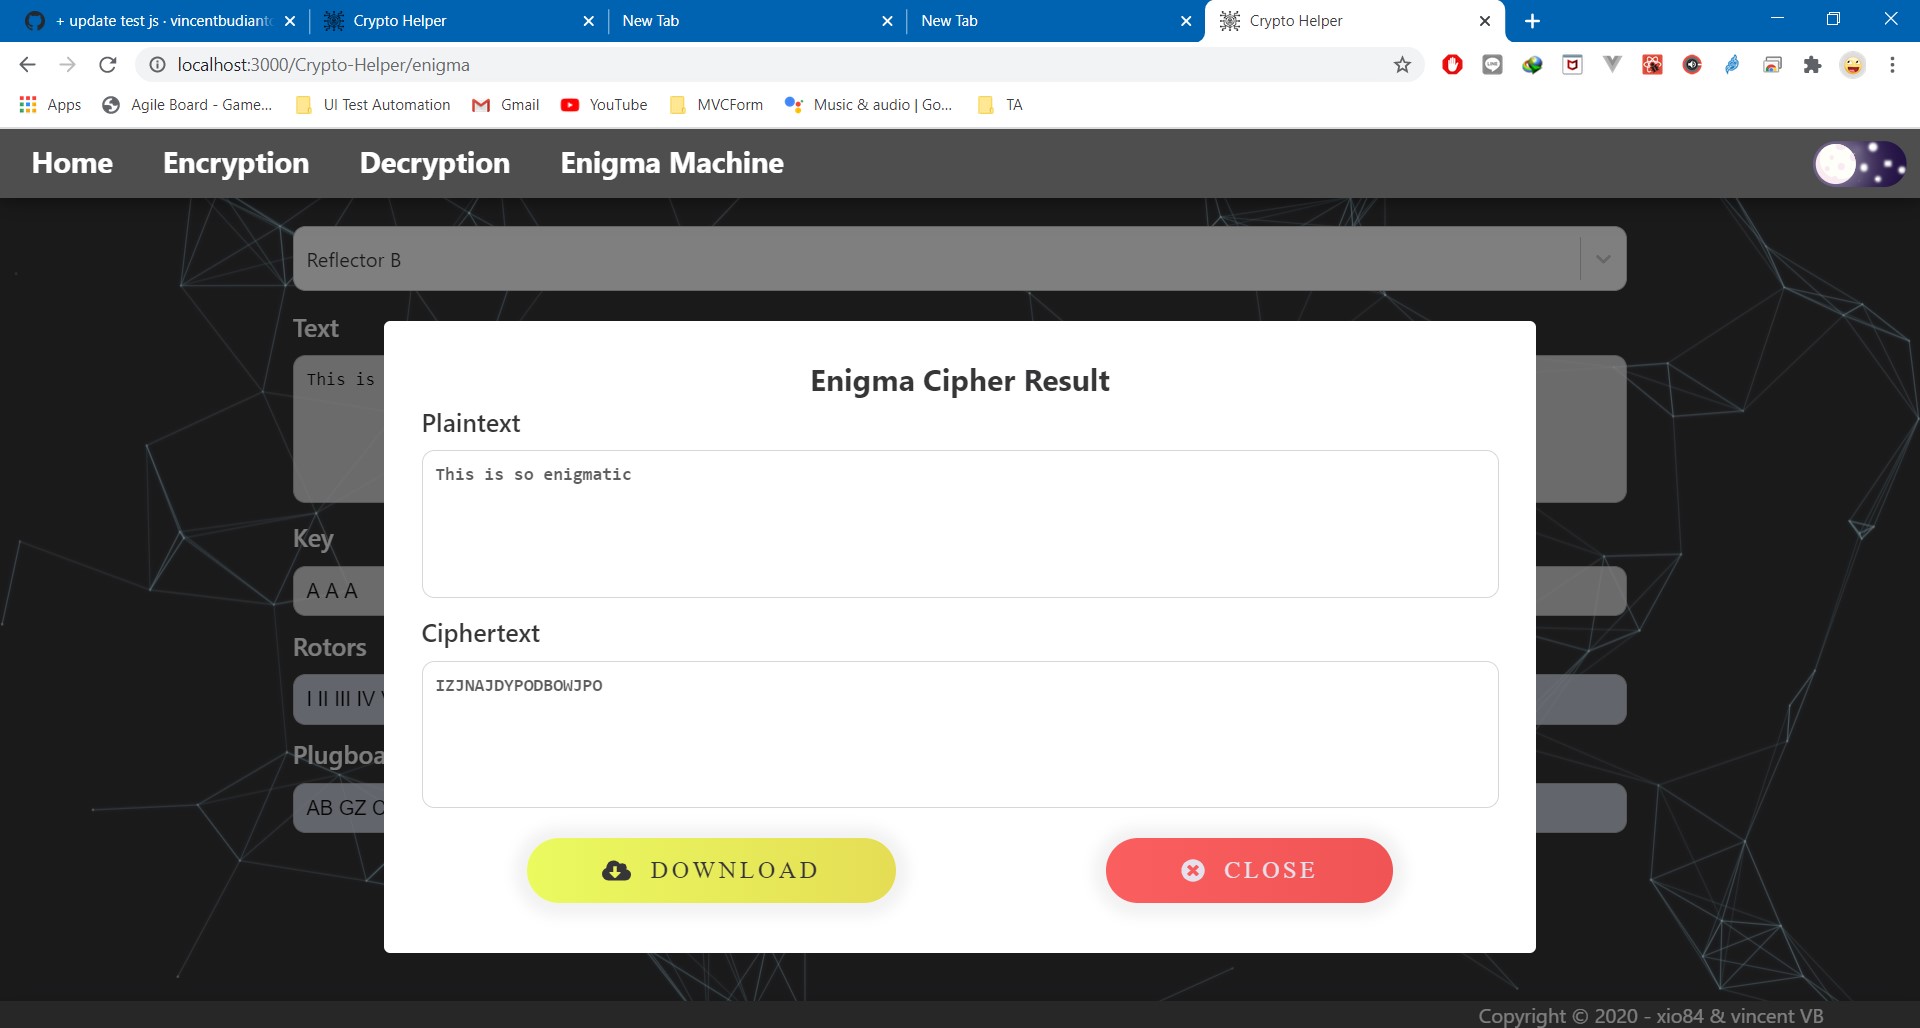 + update test js · vincentbudianto
Crypto Helper
New Tab
New Tab
Crypto Helper
localhost:3000/Crypto-Helper/enigma
Apps
Agile Board - Game...
UI Test Automation
Gmail
YouTube
MVCForm
Music & audio | Go...
TA
Home
Encryption
Decryption
Enigma Machine
Reflector B
Text
This is
Key
A A A
Rotors
I II III IV
Plugboa
AB GZ
Enigma Cipher Result
Plaintext
This is so enigmatic
Ciphertext
IZJNAJDYPODBOWJPO
DOWNLOAD
CLOSE
Copyright © 2020 - xio84 & vincent VB